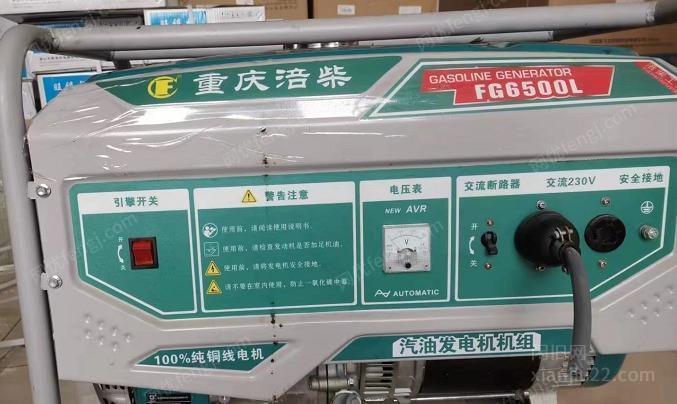 重庆涪柴
GASOLINE GENERATOR
FG6500L
引擎开关
开
关
警告注意
使用前，请阅读使用说明书。
使用前，请检查发动机是否加足机油。
使用前，请将发电机安全接地。
请不要在室内使用，防止一氧化碳中毒
电压表
NEW AVR
V
AUTOMATIC
交流断路器
交流230V
安全接地
开
关
100%纯铜线电机
汽油发电机机组
xianfu22.com